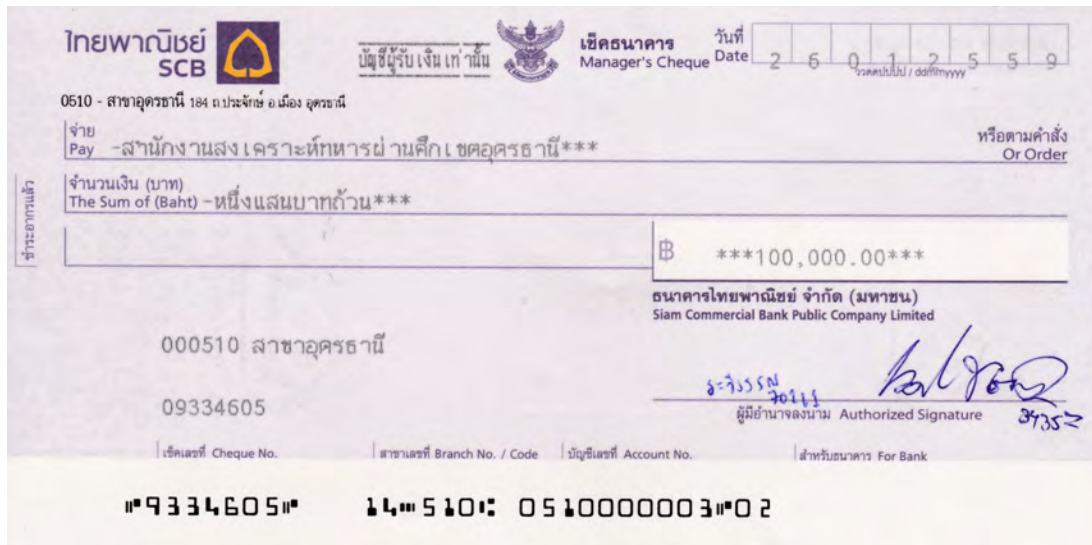 ไทยพาณิชย์
SCB
บัญชีผู้รับเงินเท่านั้น
เช็คธนาคาร
Manager's Cheque
วันที่
Date 2 6 0 1 2 5 5 9
ววดดปปปป / ddmmyyyy
0510 - สาขาอุดรธานี 184 ถ.ประจักษ์ อ.เมือง อุดรธานี
จ่าย
Pay -สำนักงานสงเคราะห์ทหารผ่านศึกเขตอุดรธานี***
หรือตามคำสั่ง
Or Order
ชำระอากรแล้ว
จำนวนเงิน (บาท)
The Sum of (Baht) -หนึ่งแสนบาทถ้วน***
฿ ***100,000.00***
ธนาคารไทยพาณิชย์ จำกัด (มหาชน)
Siam Commercial Bank Public Company Limited
000510 สาขาอุดรธานี
09334605
ผู้มีอำนาจลงนาม Authorized Signature
เช็คเลขที่ Cheque No. สาขาเลขที่ Branch No. / Code บัญชีเลขที่ Account No. สำหรับธนาคาร For Bank
⑈9334605⑈ 14⑉510⑆ 0510000003⑈02